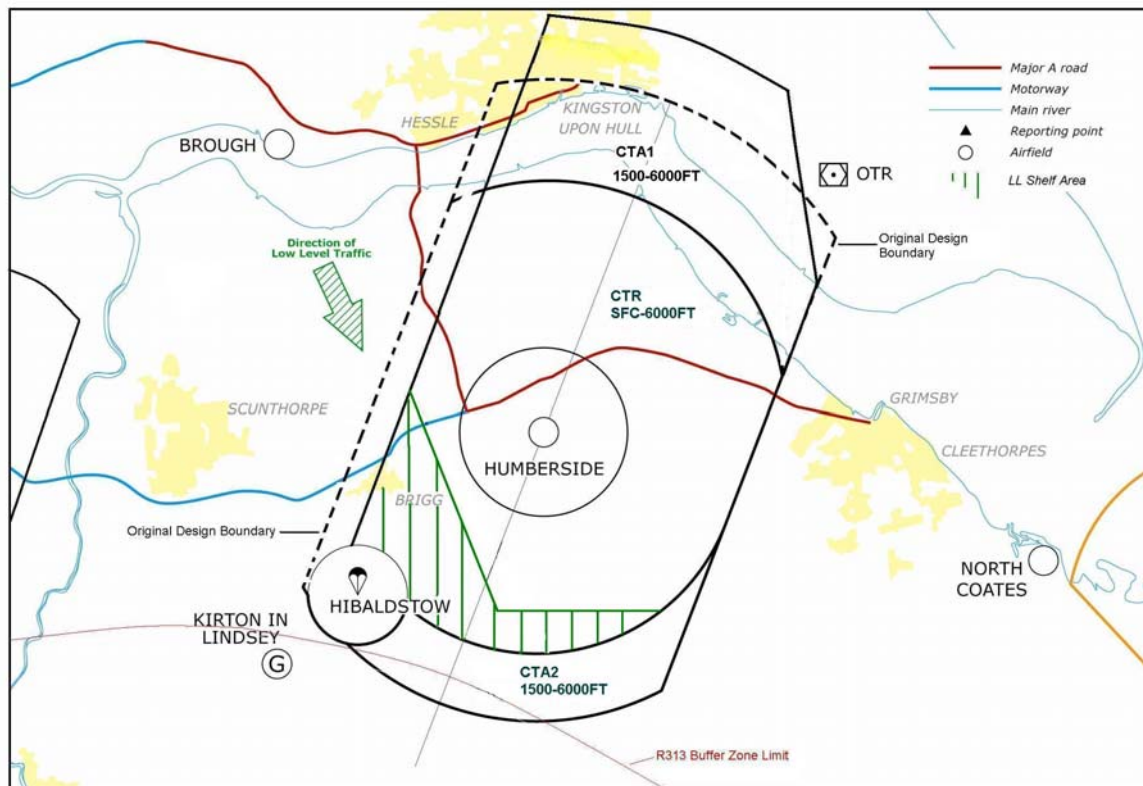 Major A road
Motorway
Main river
Reporting point
Airfield
LL Shelf Area
KINGSTON
UPON HULL
HESSLE
BROUGH
CTA1
1500-6000FT
OTR
Original Design
Boundary
Direction of
Low Level Traffic
CTR
SFC-6000FT
SCUNTHORPE
GRIMSBY
CLEETHORPES
HUMBERSIDE
BRIGG
Original Design Boundary
NORTH
COATES
HIBALDSTOW
KIRTON IN
LINDSEY
G
CTA2
1500-6000FT
R313 Buffer Zone Limit